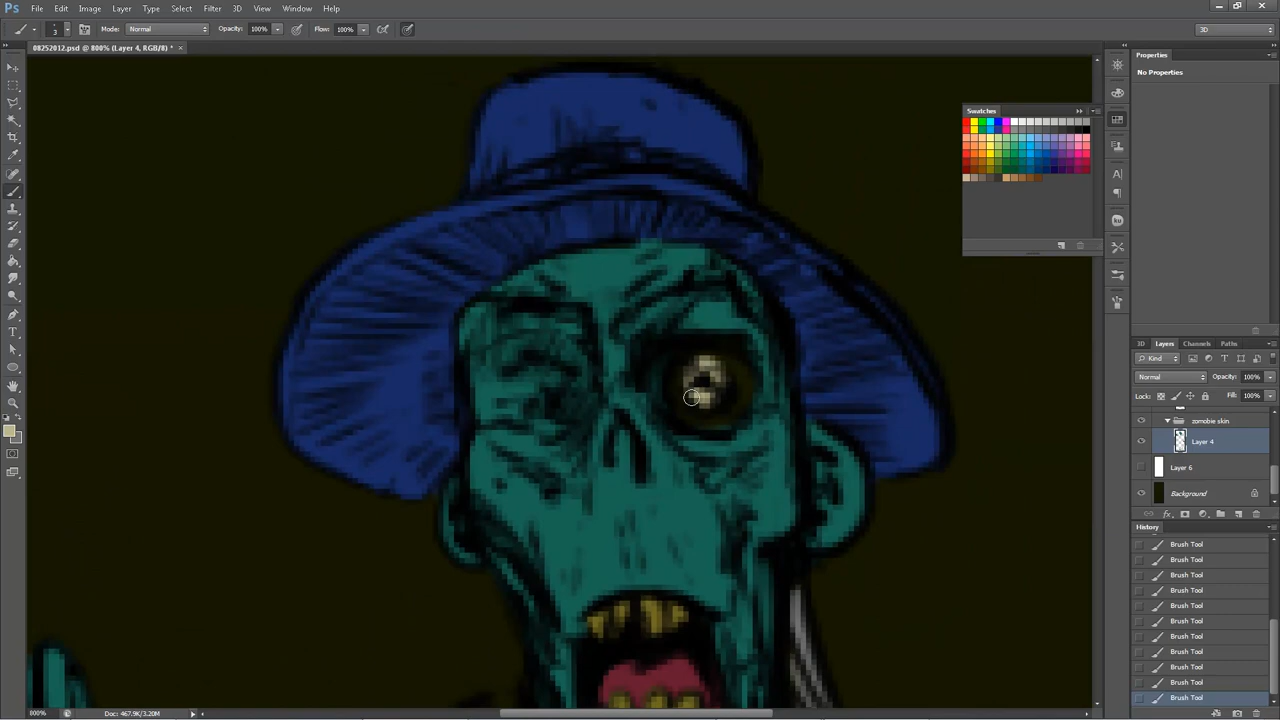 Ps File Edit Image Layer Type Select Filter 3D View Window Help
3 Mode: Normal Opacity: 100% Flow: 100% 3D
08252012.psd @ 800% (Layer 4, RGB/8) * ×
Properties
No Properties
Swatches
3D Layers Channels Paths
Kind
Normal Opacity: 100%
Lock: Fill: 100%
zomobie skin
Layer 4
Layer 6
Background
History
Brush Tool
Brush Tool
Brush Tool
Brush Tool
Brush Tool
Brush Tool
Brush Tool
Brush Tool
Brush Tool
Brush Tool
Brush Tool
800% Doc: 467.9K/3.20M